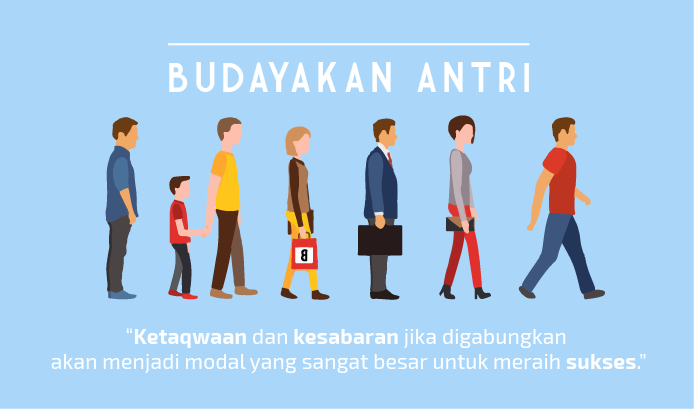 BUDAYAKAN ANTRI
B
“Ketaqwaan dan kesabaran jika digabungkan
akan menjadi modal yang sangat besar untuk meraih sukses.”